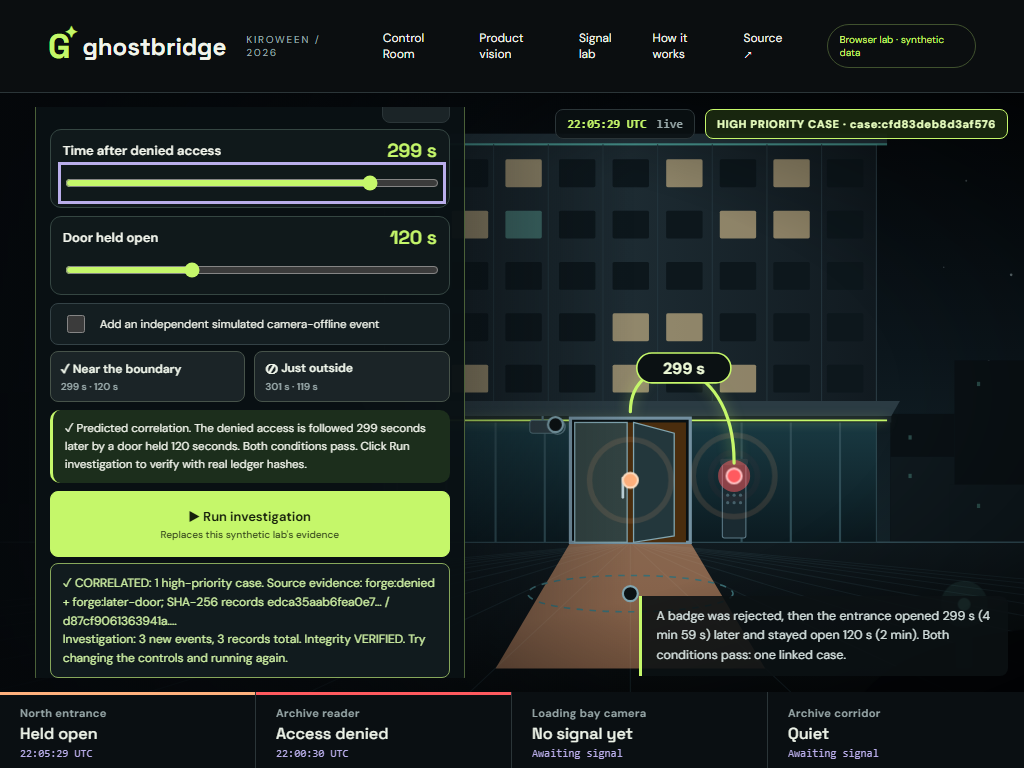 G ghostbridge
KIROWEEN /
2026
Control
Room
Product
vision
Signal
lab
How it
works
Source
↗
Browser lab · synthetic
data
22:05:29 UTC live
HIGH PRIORITY CASE · case:cfd83deb8d3af576
Time after denied access 299 s
Door held open 120 s
Add an independent simulated camera-offline event
✓ Near the boundary
299 s · 120 s
⊘ Just outside
301 s · 119 s
✓ Predicted correlation. The denied access is followed 299 seconds
later by a door held 120 seconds. Both conditions pass. Click Run
investigation to verify with real ledger hashes.
▶ Run investigation
Replaces this synthetic lab's evidence
✓ CORRELATED: 1 high-priority case. Source evidence: forge:denied
+ forge:later-door; SHA-256 records edca35aab6fea0e7… /
d87cf9061363941a….
Investigation: 3 new events, 3 records total. Integrity VERIFIED. Try
changing the controls and running again.
299 s
A badge was rejected, then the entrance opened 299 s (4
min 59 s) later and stayed open 120 s (2 min). Both
conditions pass: one linked case.
North entrance
Held open
22:05:29 UTC
Archive reader
Access denied
22:00:30 UTC
Loading bay camera
No signal yet
Awaiting signal
Archive corridor
Quiet
Awaiting signal